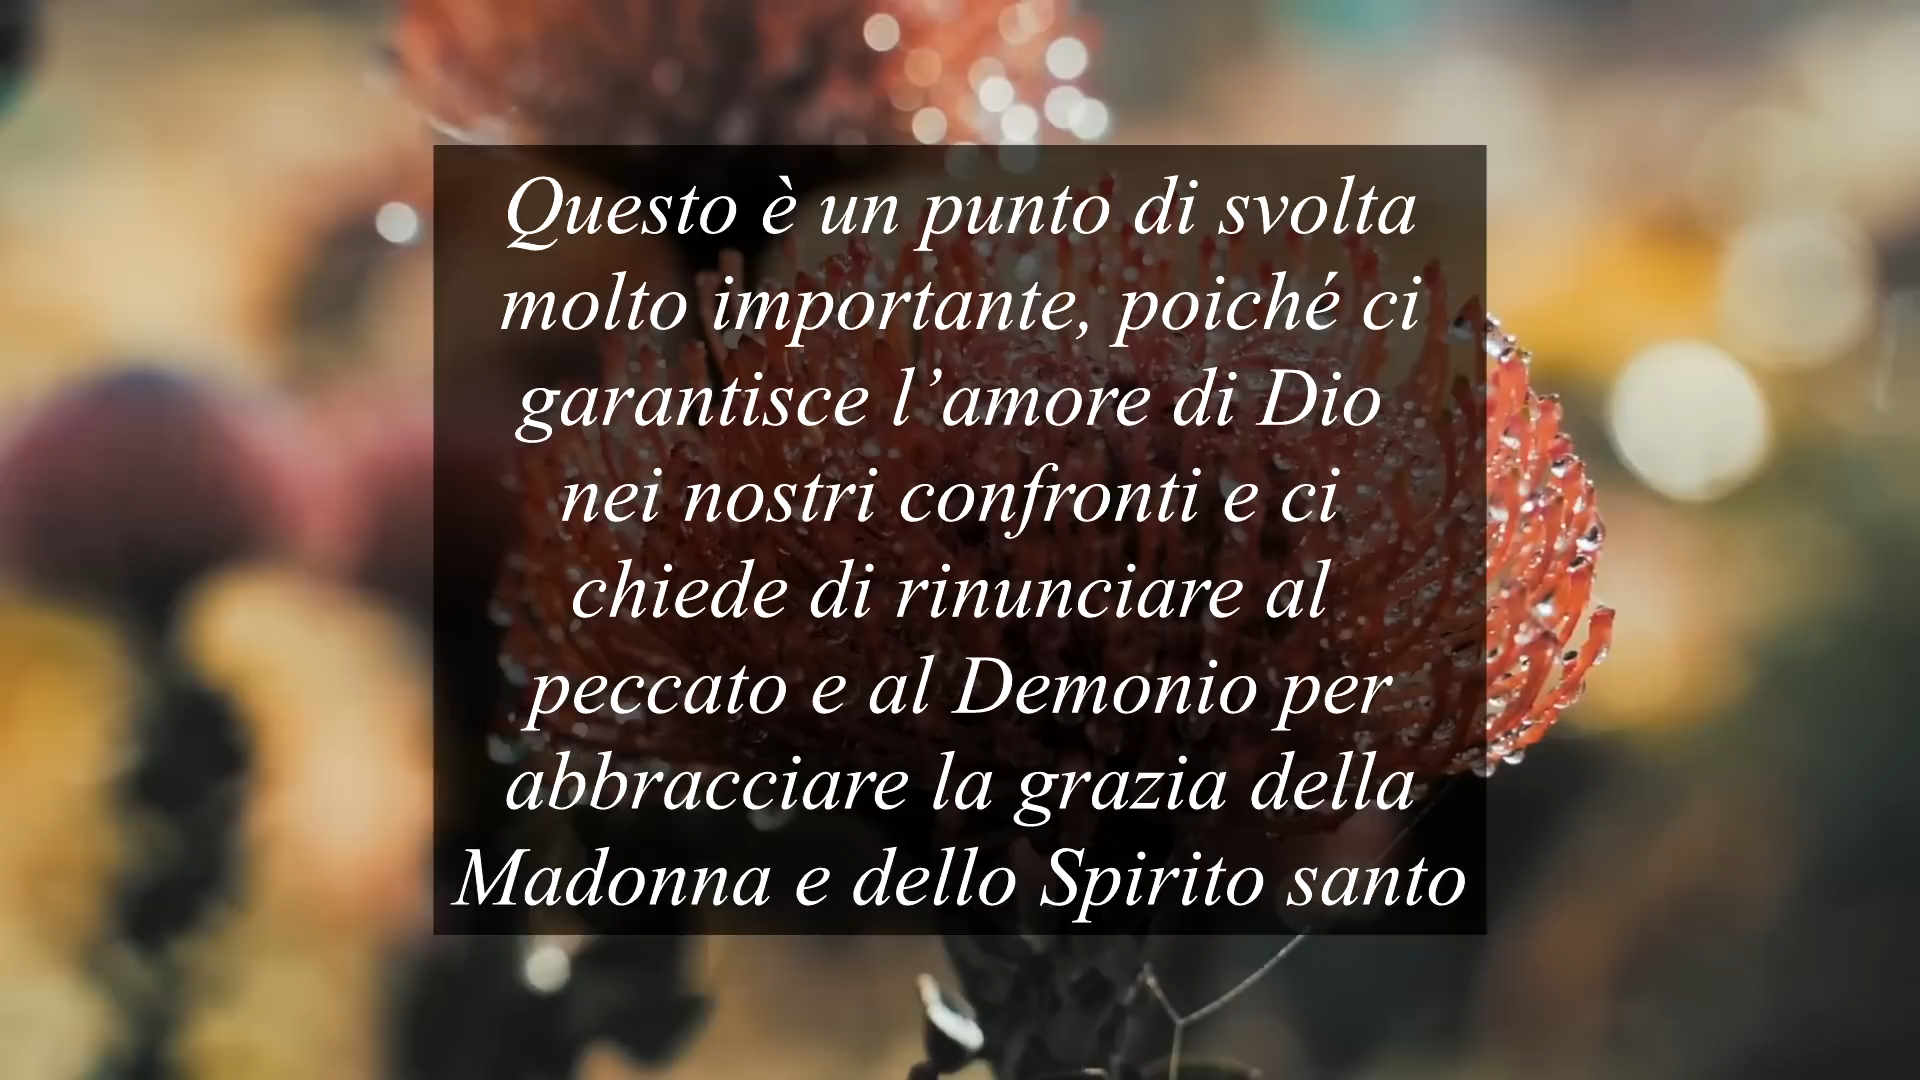 Questo è un punto di svolta
molto importante, poiché ci
garantisce l’amore di Dio
nei nostri confronti e ci
chiede di rinunciare al
peccato e al Demonio per
abbracciare la grazia della
Madonna e dello Spirito santo